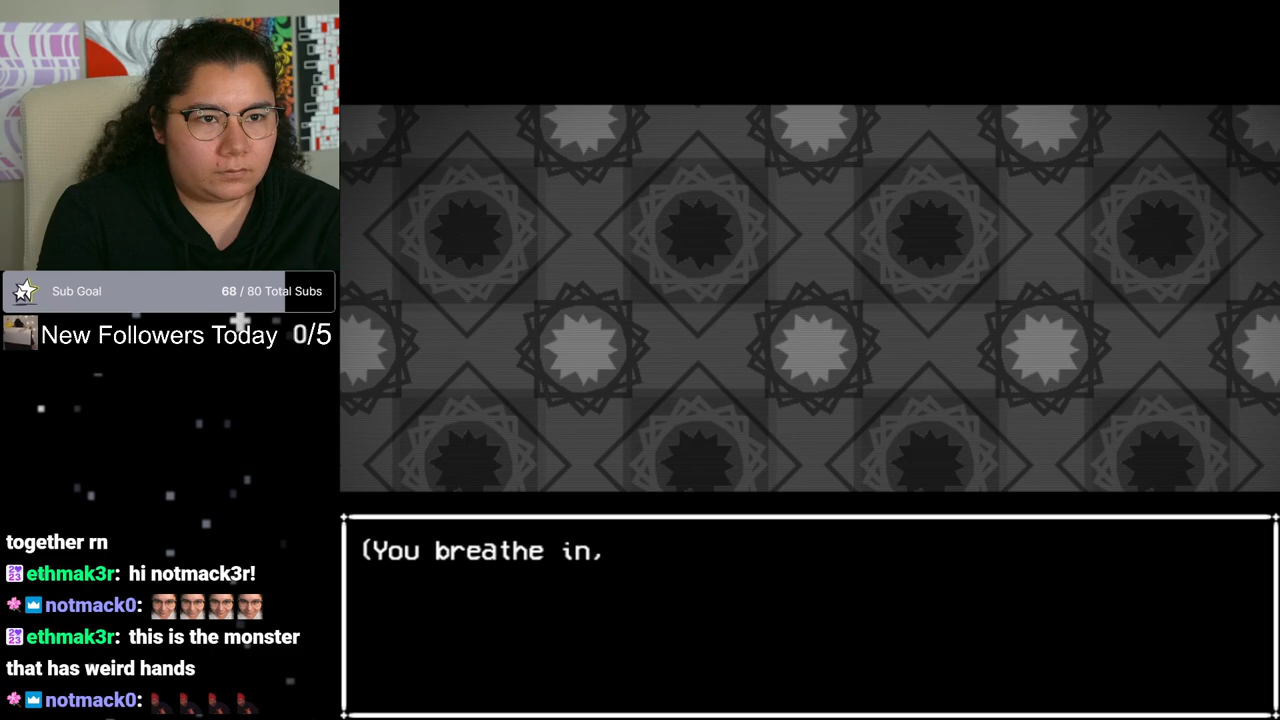 Sub Goal 68 / 80 Total Subs
New Followers Today 0/5
together rn
ethmak3r: hi notmack3r!
notmack0:
ethmak3r: this is the monster
that has weird hands
notmack0:
(You breathe in,